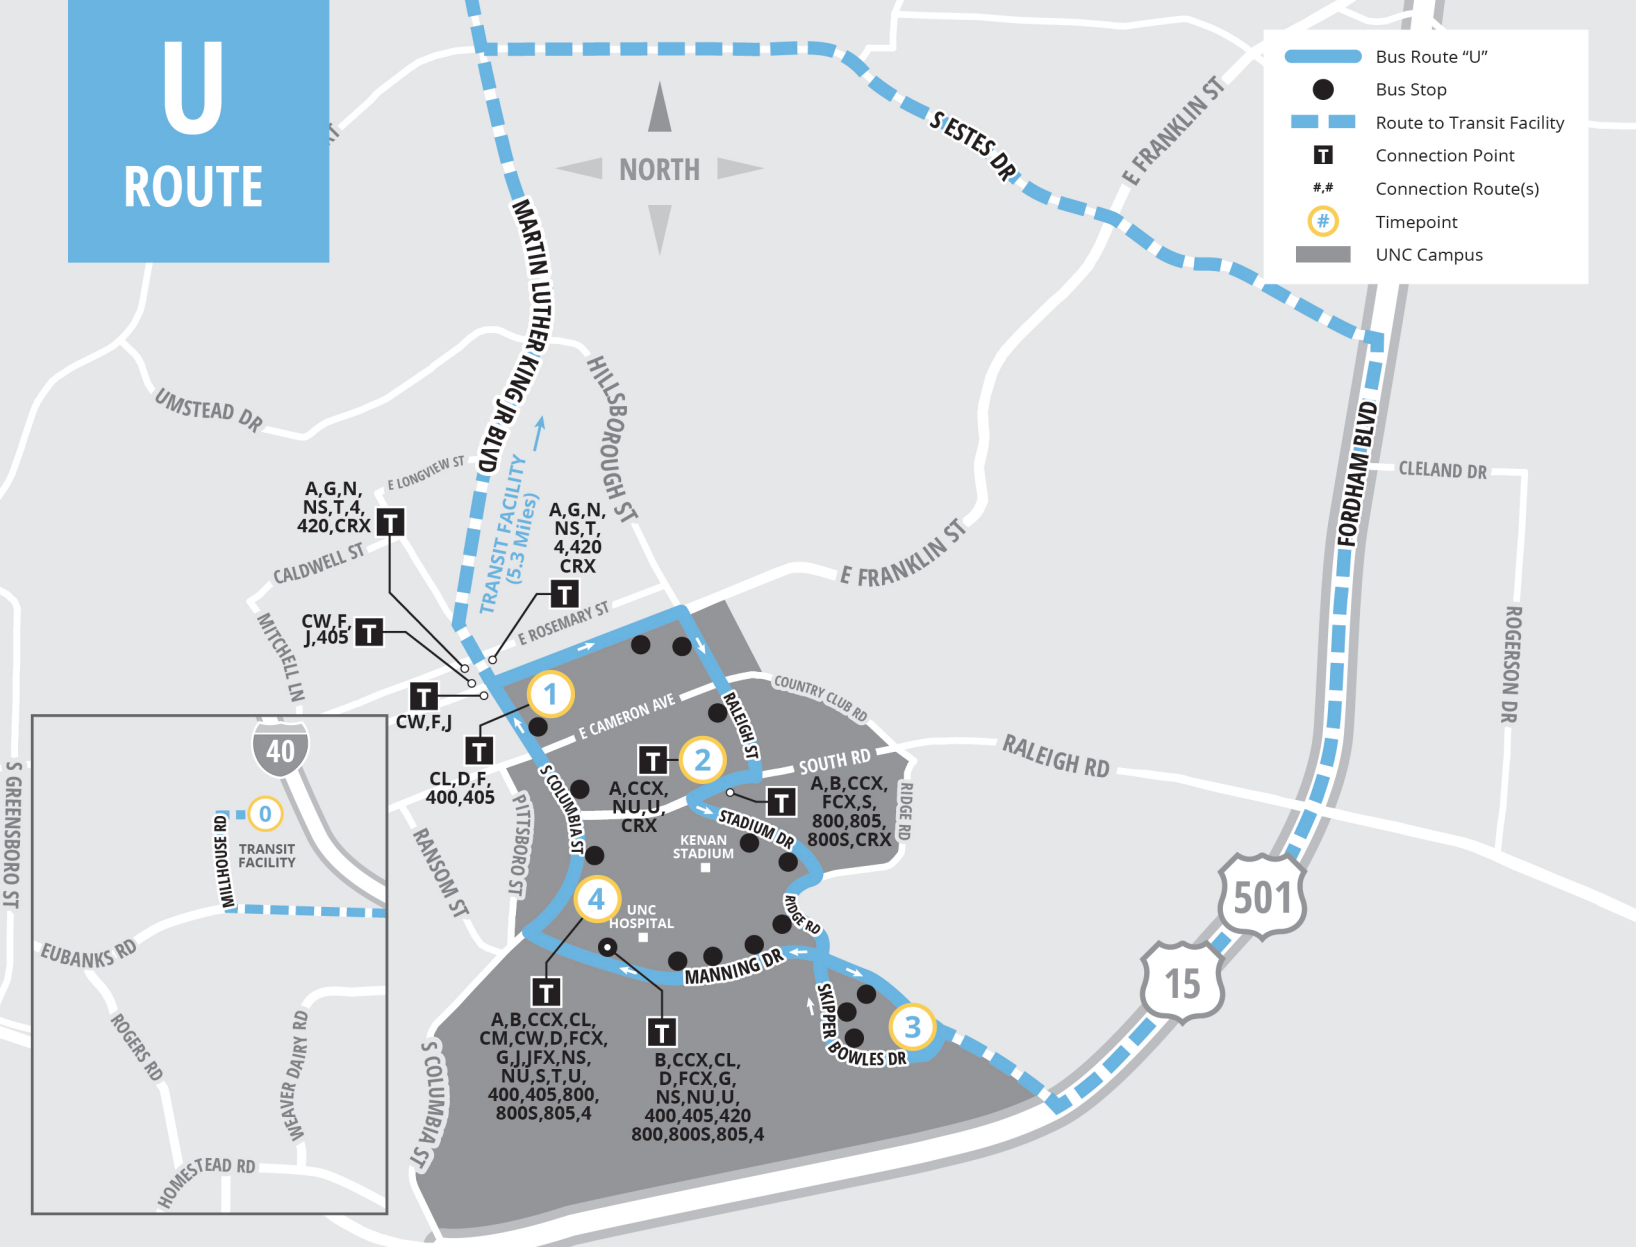 U
ROUTE
NORTH
Bus Route “U”
Bus Stop
Route to Transit Facility
T
Connection Point
#,#
Connection Route(s)
#
Timepoint
UNC Campus
S ESTES DR
E FRANKLIN ST
MARTIN LUTHER KING JR BLVD
HILLSBOROUGH ST
UMSTEAD DR
E LONGVIEW ST
TRANSIT FACILITY
(5.3 Miles)
FORDHAM BLVD
CLELAND DR
ROGERSON DR
A,G,N,
NS,T,4,
420,CRX
T
A,G,N,
NS,T,
4,420
CRX
T
CALDWELL ST
E FRANKLIN ST
E ROSEMARY ST
MITCHELL LN
CW,F,
J,405
T
T
CW,F,J
1
T
CL,D,F,
400,405
E CAMERON AVE
RALEIGH ST
COUNTRY CLUB RD
SOUTH RD
RALEIGH RD
RIDGE RD
T
2
A,CCX,
NU,U,
CRX
T
A,B,CCX,
FCX,S,
800,805,
800S,CRX
S COLUMBIA ST
PITTSBORO ST
RANSOM ST
STADIUM DR
KENAN
STADIUM
RIDGE RD
4
UNC
HOSPITAL
MANNING DR
SKIPPER
BOWLES DR
3
T
A,B,CCX,CL,
CM,CW,D,FCX,
G,J,JFX,NS,
NU,S,T,U,
400,405,800,
800S,805,4
T
B,CCX,CL,
D,FCX,G,
NS,NU,U,
400,405,420
800,800S,805,4
S COLUMBIA ST
501
15
S GREENSBORO ST
40
0
TRANSIT
FACILITY
MILLHOUSE RD
EUBANKS RD
ROGERS RD
WEAVER DAIRY RD
HOMESTEAD RD